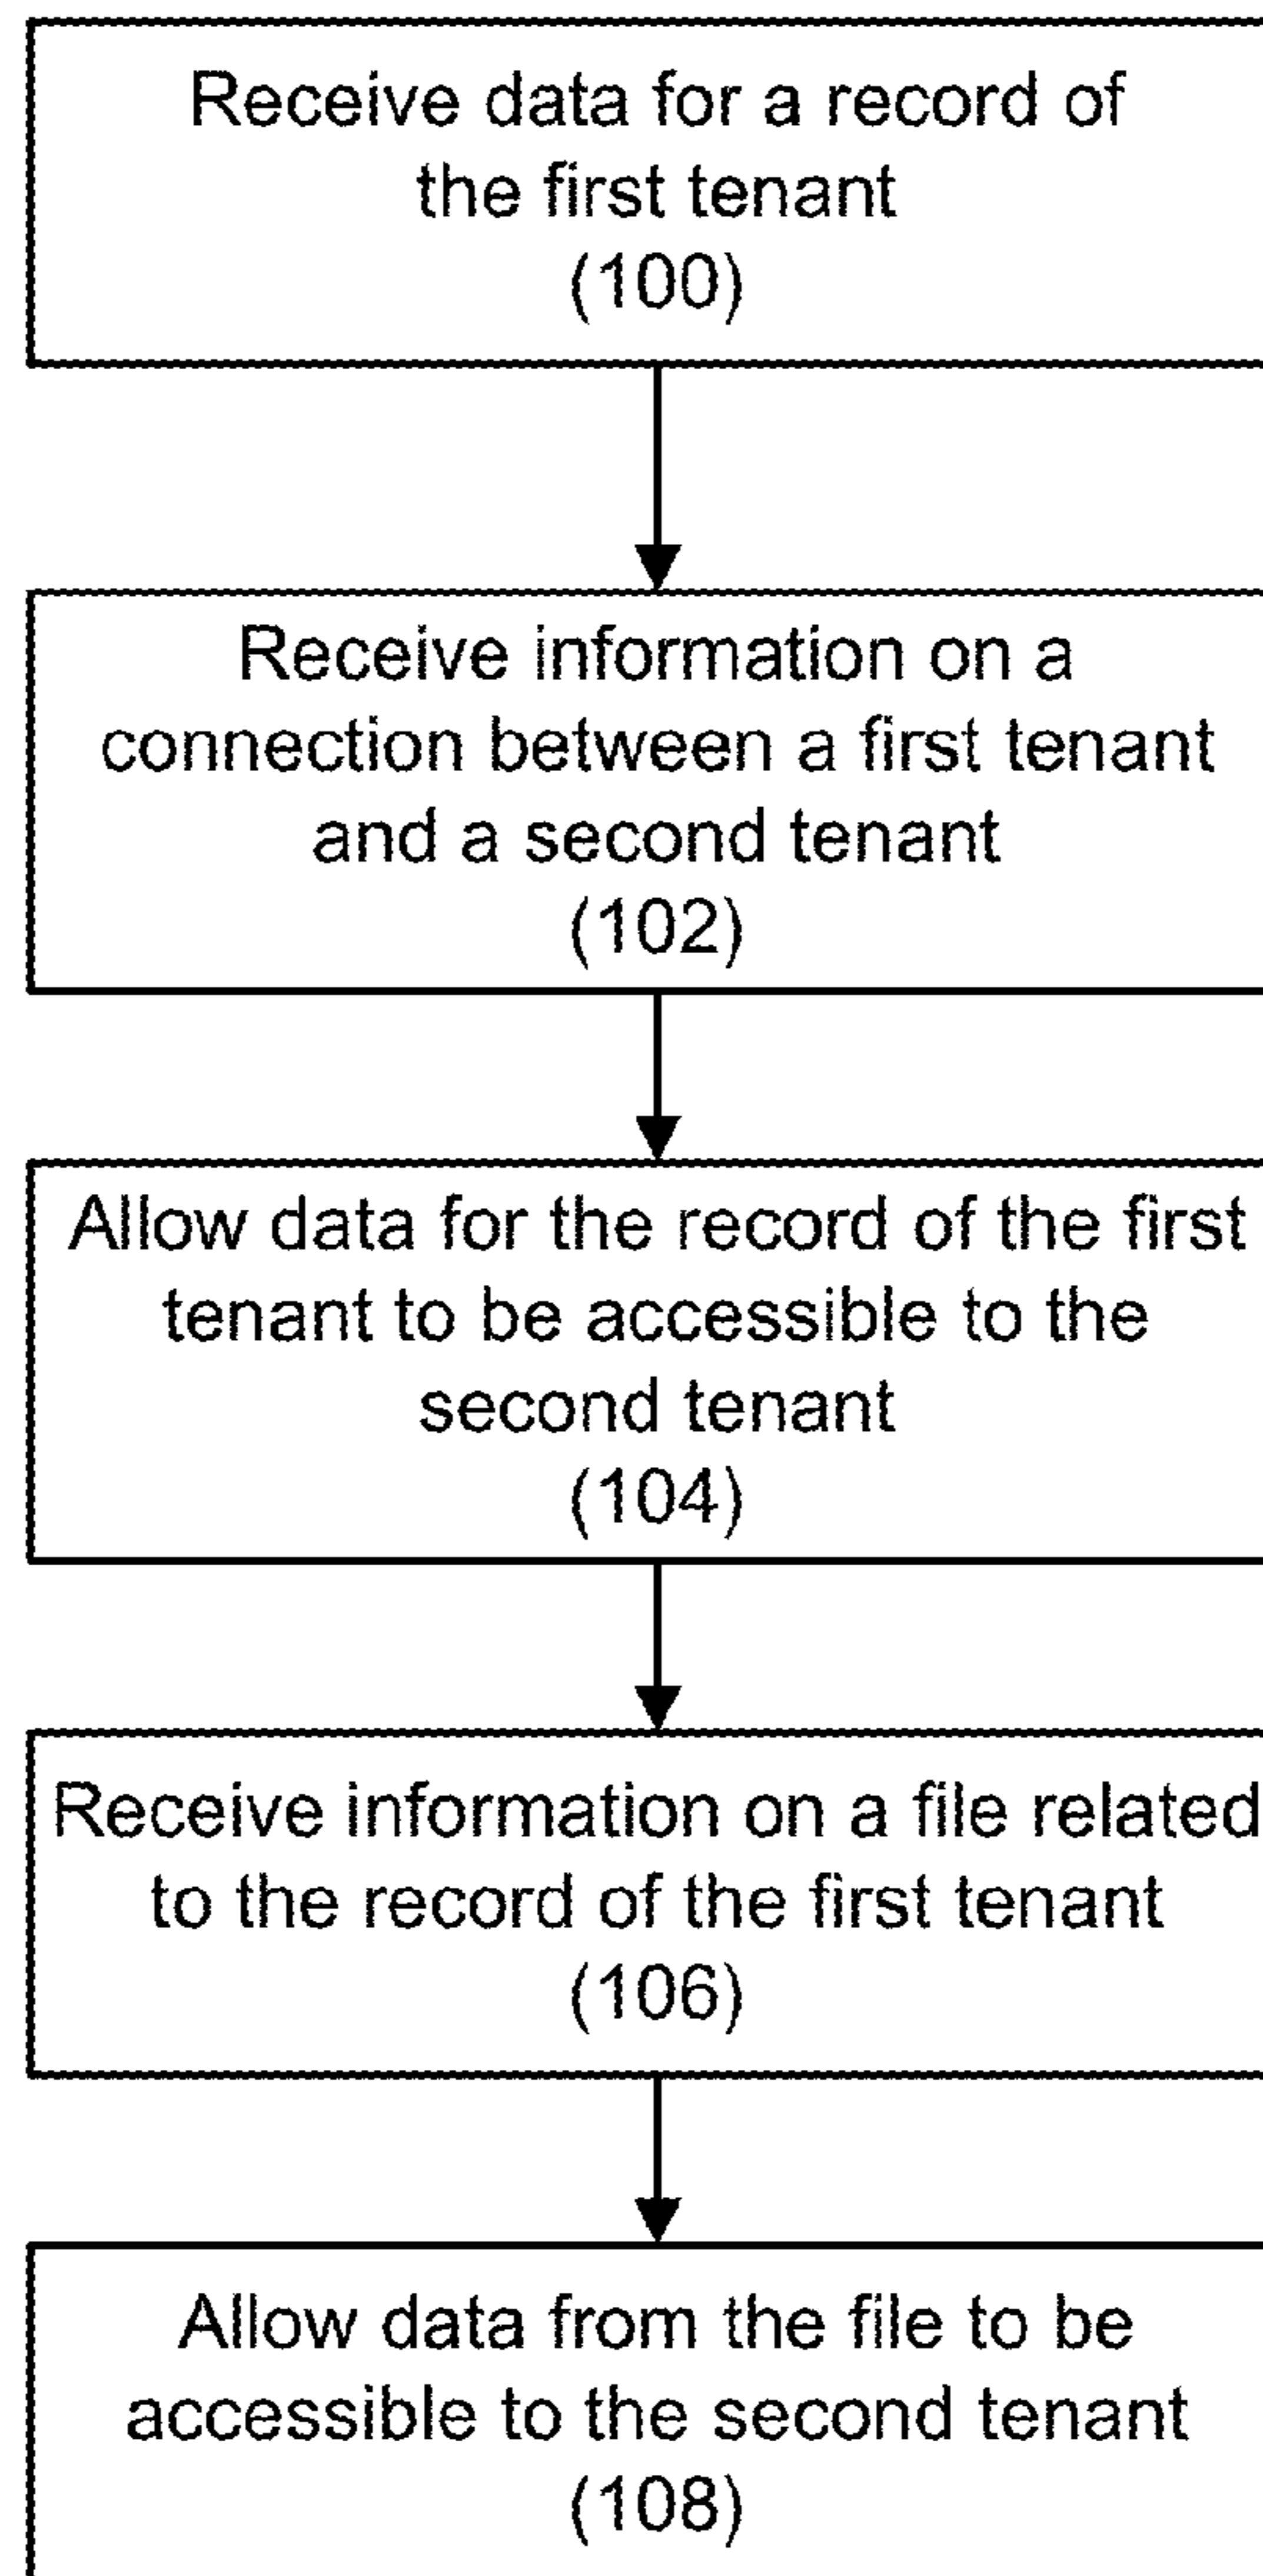 Receive data for a record of
the first tenant
(100)
Receive information on a
connection between a first tenant
and a second tenant
(102)
Allow data for the record of the first
tenant to be accessible to the
second tenant
(104)
Receive information on a file related
to the record of the first tenant
(106)
Allow data from the file to be
accessible to the second tenant
(108)